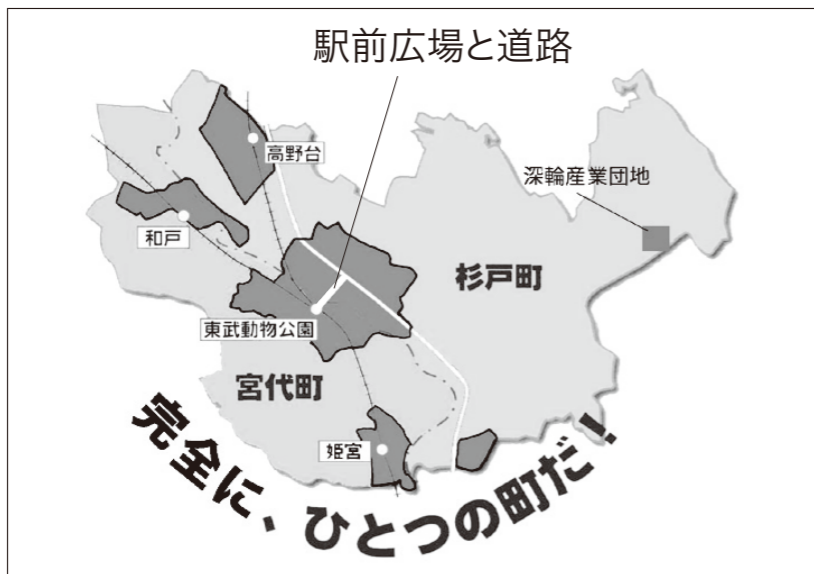 駅前広場と道路
高野台
深輪産業団地
和戸
杉戸町
東武動物公園
宮代町
姫宮
完全に、ひとつの町だ!